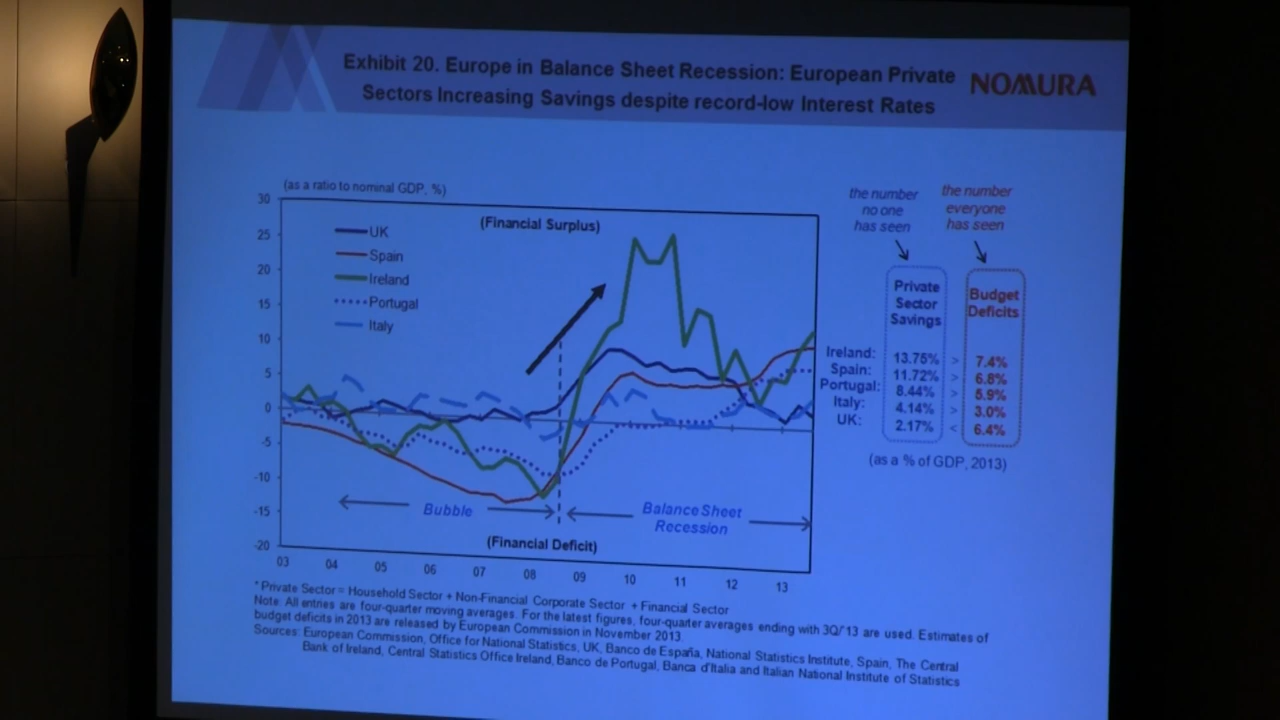 Exhibit 20. Europe in Balance Sheet Recession: European Private
Sectors Increasing Savings despite record-low Interest Rates
NOMURA
(as a ratio to nominal GDP, %)
30
25
20
15
10
5
0
-5
-10
-15
-20
(Financial Surplus)
UK
Spain
Ireland
Portugal
Italy
Bubble
Balance Sheet
Recession
(Financial Deficit)
03 04 05 06 07 08 09 10 11 12 13
the number
no one
has seen
the number
everyone
has seen
Private
Sector
Savings
Budget
Deficits
Ireland: 13.75% > 7.4%
Spain: 11.72% > 6.8%
Portugal: 8.44% > 5.9%
Italy: 4.14% > 3.0%
UK: 2.17% < 6.4%
(as a % of GDP, 2013)
* Private Sector = Household Sector + Non-Financial Corporate Sector + Financial Sector
Note: All entries are four-quarter moving averages. For the latest figures, four-quarter averages ending with 3Q/'13 are used. Estimates of
budget deficits in 2013 are released by European Commission in November 2013.
Sources: European Commission, Office for National Statistics, UK, Banco de España, National Statistics Institute, Spain, The Central
Bank of Ireland, Central Statistics Office Ireland, Banco de Portugal, Banca d'Italia and Italian National Institute of Statistics